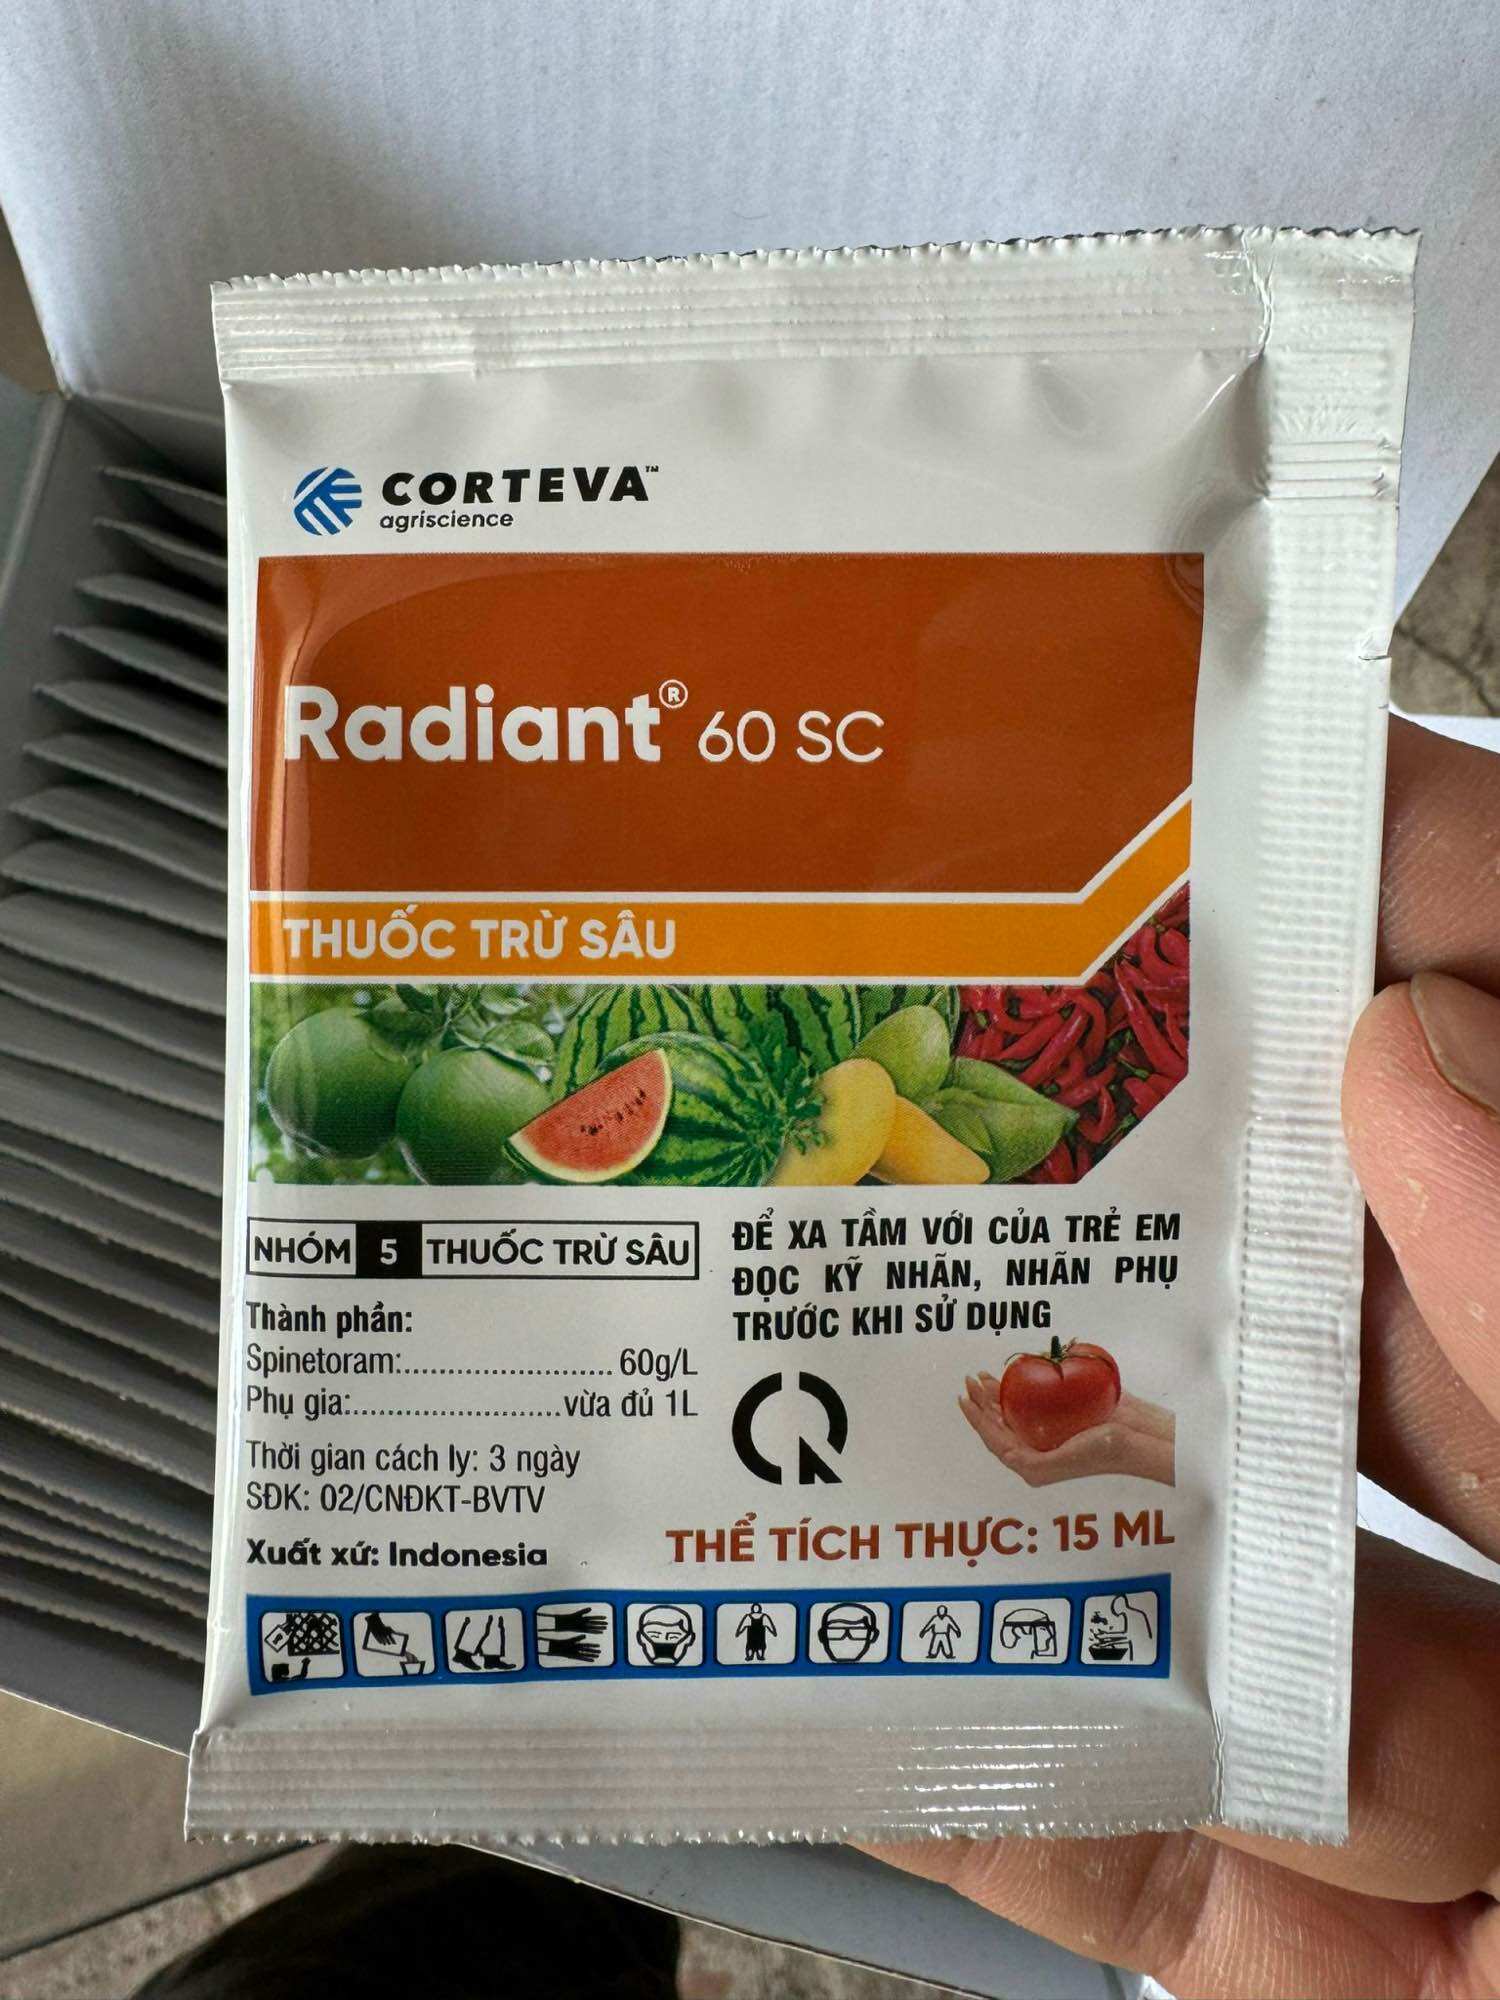 CORTEVA™
agriscience
Radiant® 60 SC
THUỐC TRỪ SÂU
NHÓM 5 THUỐC TRỪ SÂU
Thành phần:
Spinetoram:....................... 60g/L
Phụ gia:..........................vừa đủ 1L
Thời gian cách ly: 3 ngày
SĐK: 02/CNĐKT-BVTV
Xuất xứ: Indonesia
ĐỂ XA TẦM VỚI CỦA TRẺ EM
ĐỌC KỸ NHÃN, NHÃN PHỤ
TRƯỚC KHI SỬ DỤNG
THỂ TÍCH THỰC: 15 ML